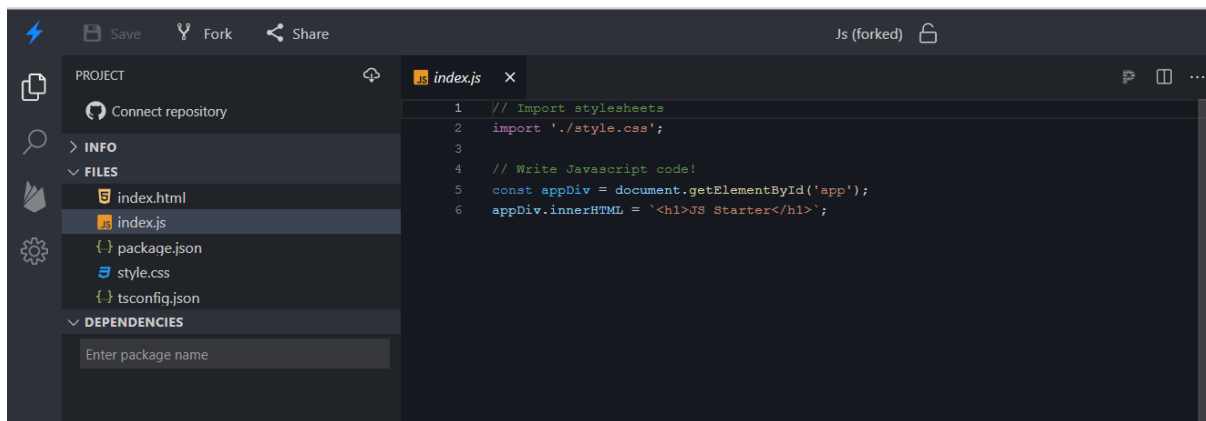 Save Fork Share Js (forked)
PROJECT
Connect repository
INFO
FILES
index.html
index.js
package.json
style.css
tsconfig.json
DEPENDENCIES
Enter package name
JS index.js
1 // Import stylesheets
2 import './style.css';
3
4 // Write Javascript code!
5 const appDiv = document.getElementById('app');
6 appDiv.innerHTML = `<h1>JS Starter</h1>`;